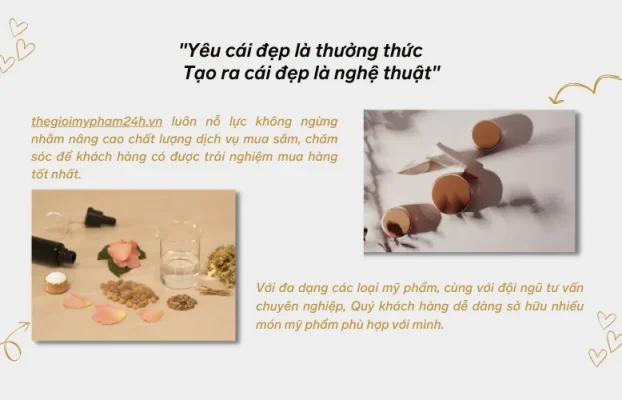 "Yêu cái đẹp là thưởng thức
Tạo ra cái đẹp là nghệ thuật"
thegioimypham24h.vn luôn nỗ lực không ngừng
nhằm nâng cao chất lượng dịch vụ mua sắm, chăm
sóc để khách hàng có được trải nghiệm mua hàng
tốt nhất.
Với đa dạng các loại mỹ phẩm, cùng với đội ngũ tư vấn
chuyên nghiệp, Quý khách hàng dễ dàng sở hữu nhiều
món mỹ phẩm phù hợp với mình.